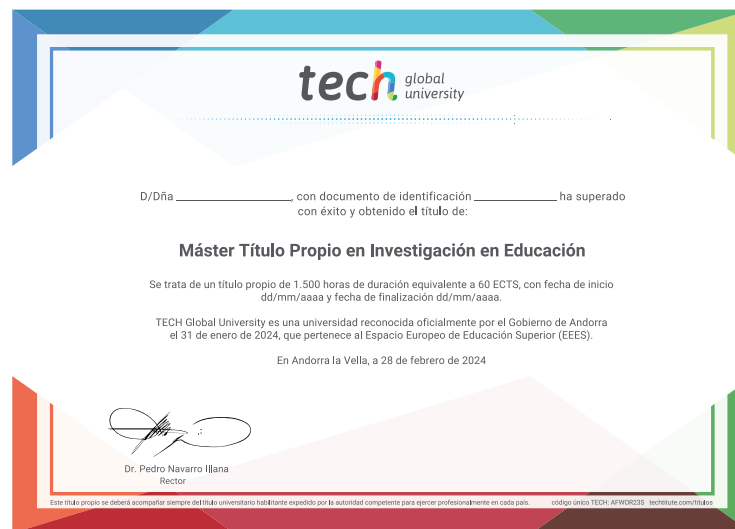 tech global university
D/Dña ____________, con documento de identificación ____________ ha superado
con éxito y obtenido el título de:
Máster Título Propio en Investigación en Educación
Se trata de un título propio de 1.500 horas de duración equivalente a 60 ECTS, con fecha de inicio
dd/mm/aaaa y fecha de finalización dd/mm/aaaa.
TECH Global University es una universidad reconocida oficialmente por el Gobierno de Andorra
el 31 de enero de 2024, que pertenece al Espacio Europeo de Educación Superior (EEES).
En Andorra la Vella, a 28 de febrero de 2024
Dr. Pedro Navarro Illana
Rector
Este título propio se deberá acompañar siempre del título universitario habilitante expedido por la autoridad competente para ejercer profesionalmente en cada país. código único TECH: AFWOR23S techtitute.com/titulos